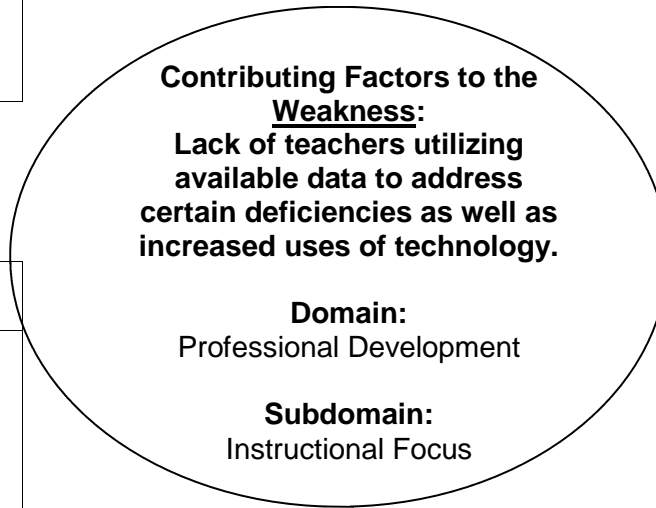 Contributing Factors to the
Weakness:
Lack of teachers utilizing
available data to address
certain deficiencies as well as
increased uses of technology.
Domain:
Professional Development
Subdomain:
Instructional Focus